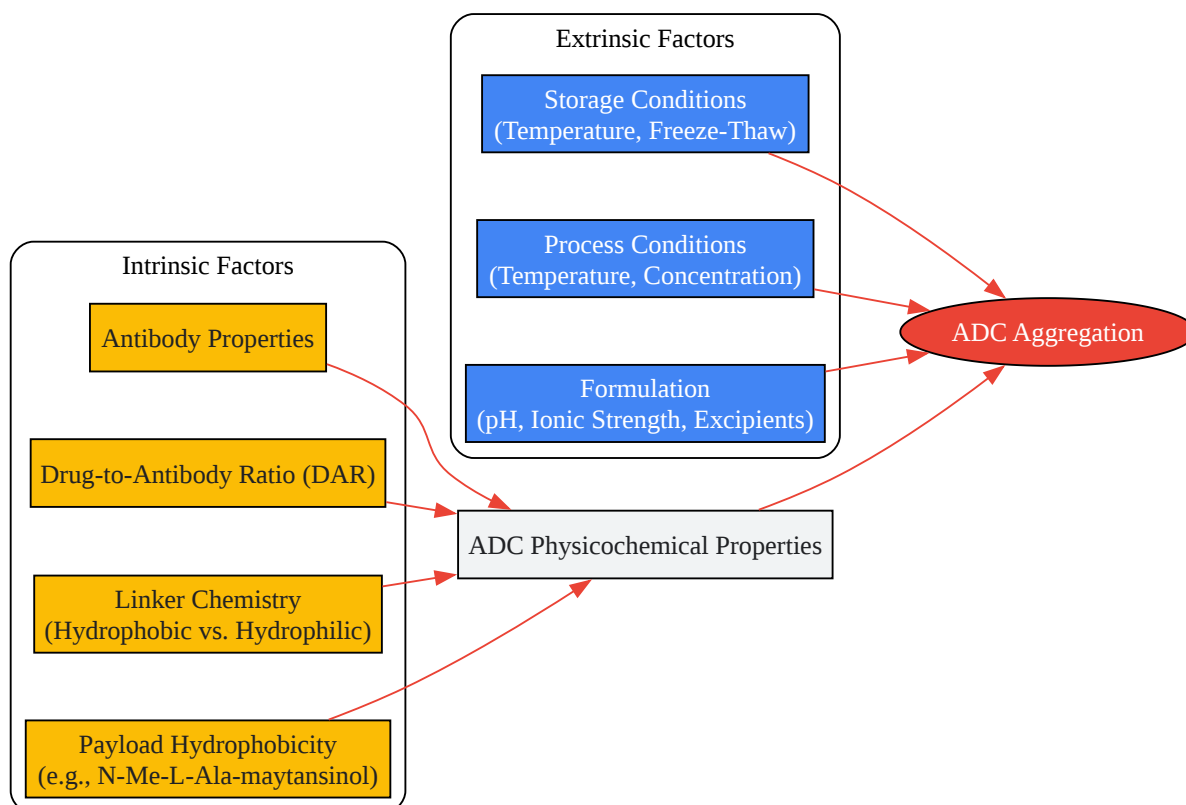 Extrinsic Factors
Storage Conditions
(Temperature, Freeze-Thaw)
Process Conditions
(Temperature, Concentration)
Formulation
(pH, Ionic Strength, Excipients)
Intrinsic Factors
Antibody Properties
Drug-to-Antibody Ratio (DAR)
Linker Chemistry
(Hydrophobic vs. Hydrophilic)
Payload Hydrophobicity
(e.g., N-Me-L-Ala-maytansinol)
ADC Physicochemical Properties
ADC Aggregation